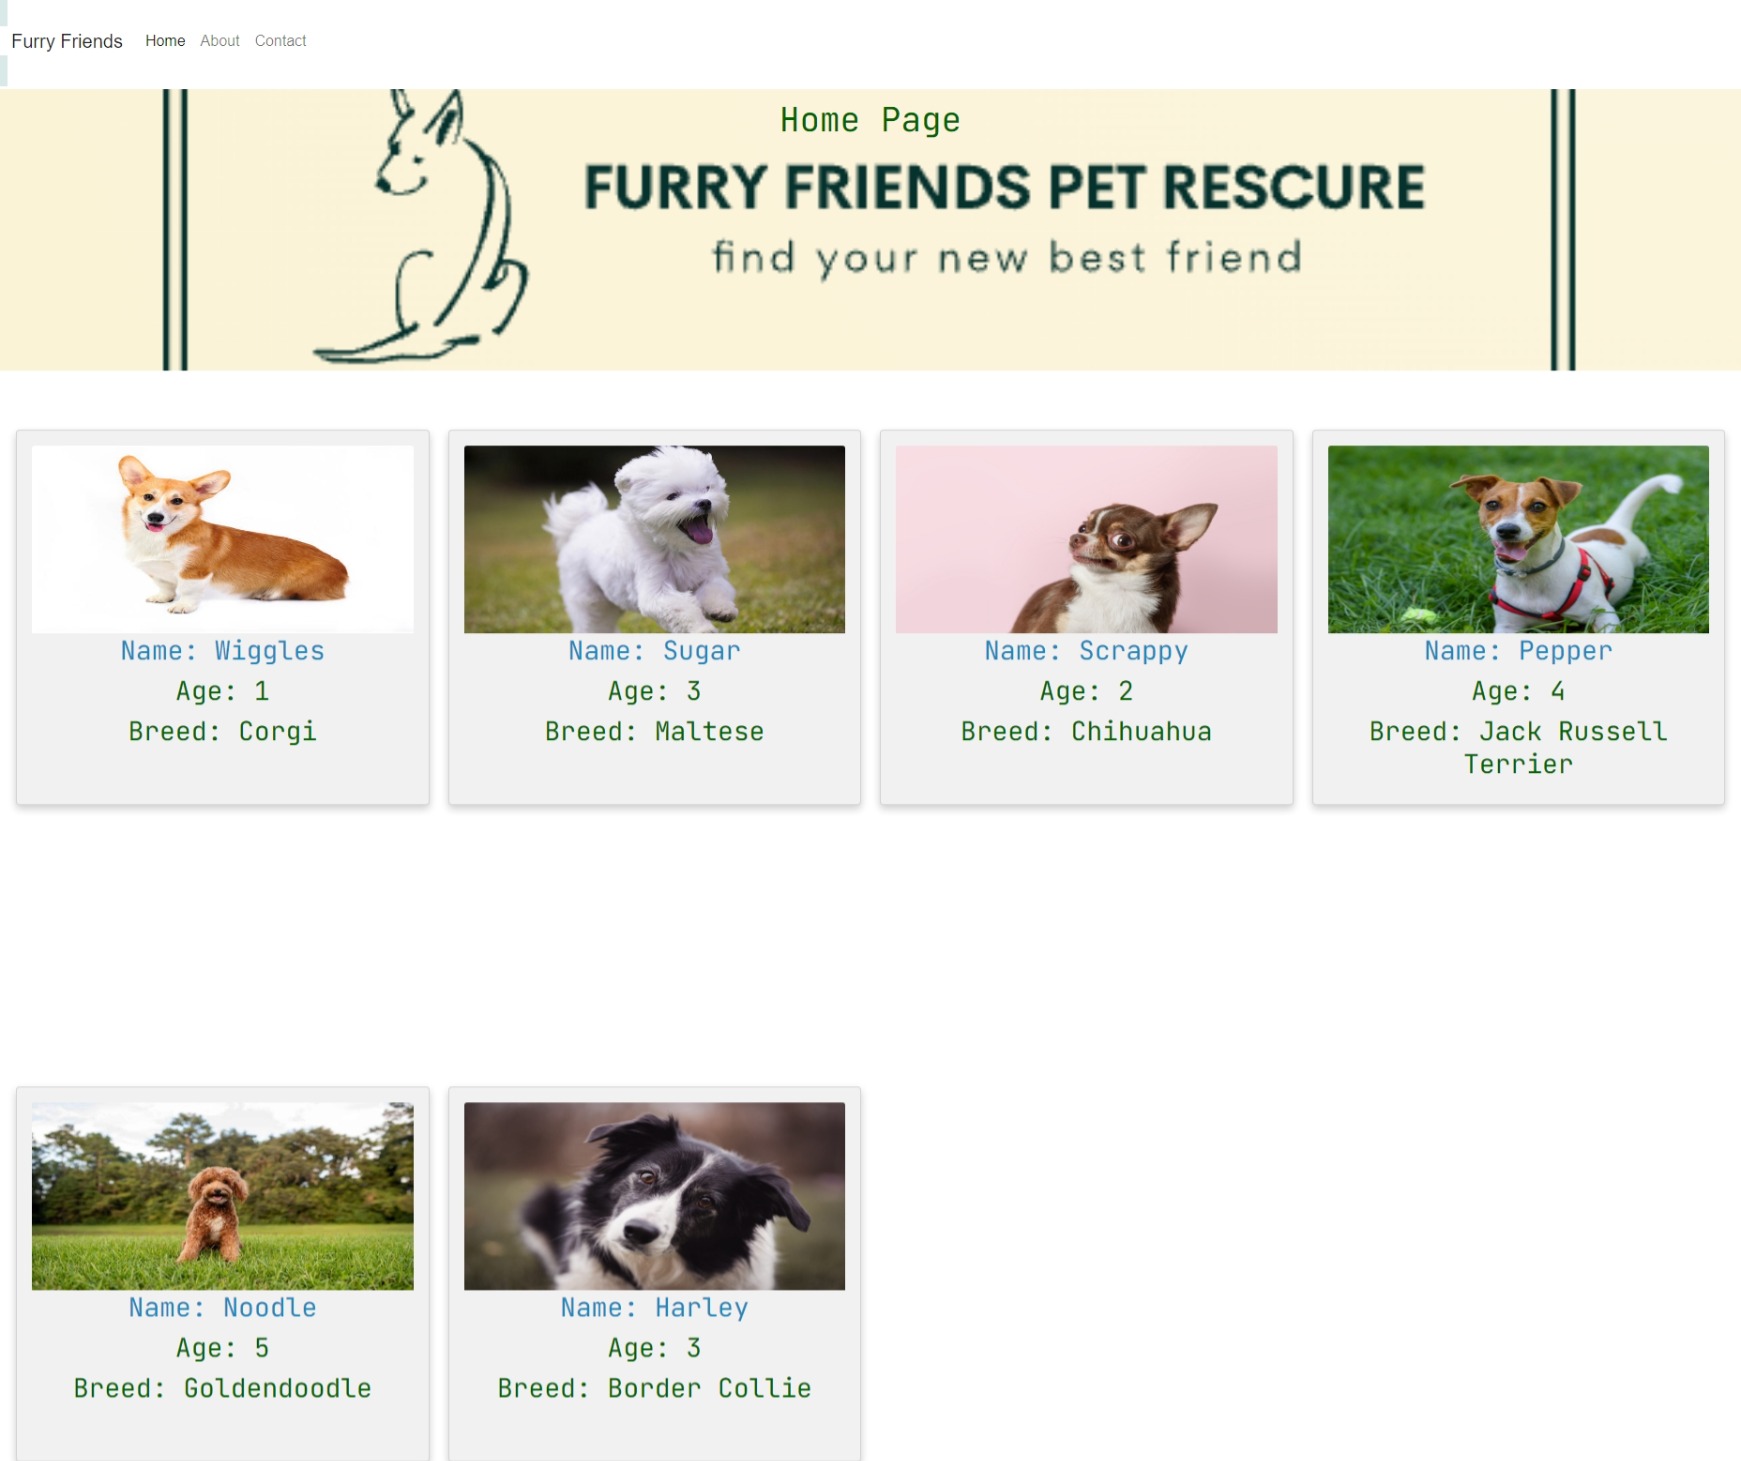 Furry Friends Home About Contact
Home Page
FURRY FRIENDS PET RESCURE
find your new best friend
Name: Wiggles
Age: 1
Breed: Corgi
Name: Sugar
Age: 3
Breed: Maltese
Name: Scrappy
Age: 2
Breed: Chihuahua
Name: Pepper
Age: 4
Breed: Jack Russell
Terrier
Name: Noodle
Age: 5
Breed: Goldendoodle
Name: Harley
Age: 3
Breed: Border Collie